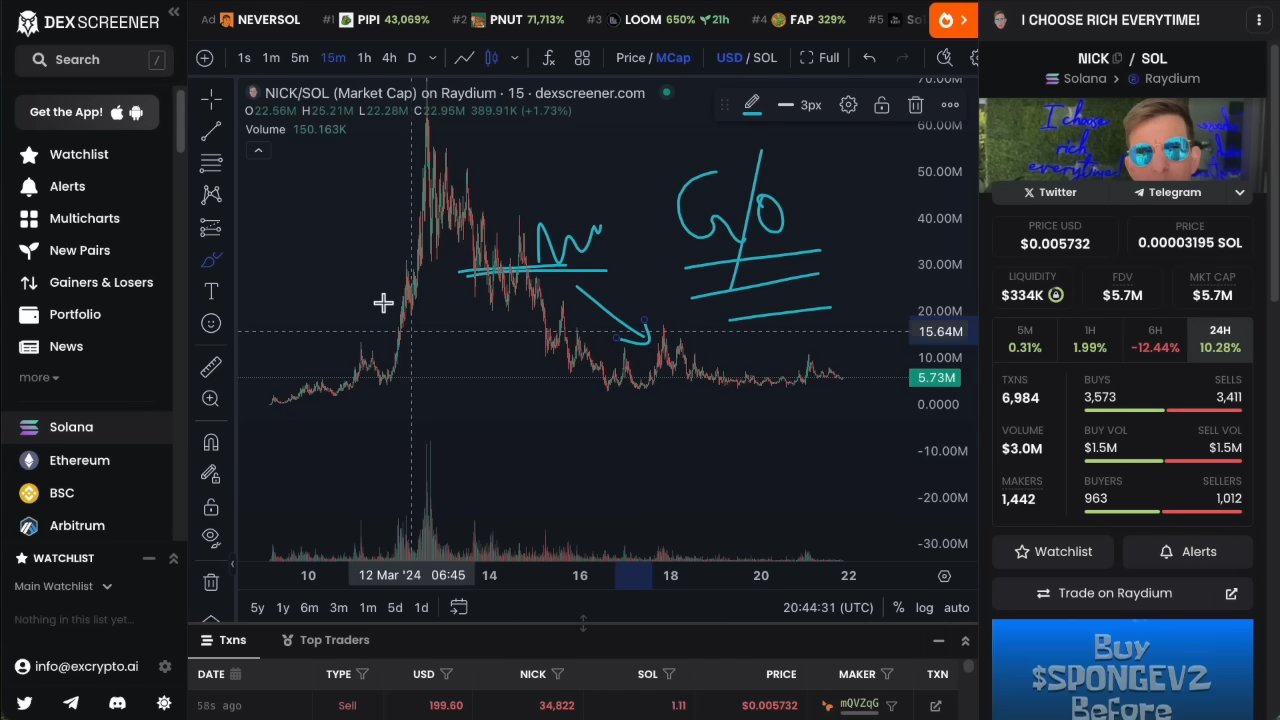 DEX SCREENER
Ad NEVERSOL #1 PIPI 43,069% #2 PNUT 71,713% #3 LOOM 650% 21h #4 FAP 329% #5 So
I CHOOSE RICH EVERYTIME!
Search /
Get the App!
Watchlist
Alerts
Multicharts
New Pairs
Gainers & Losers
Portfolio
News
more
Solana
Ethereum
BSC
Arbitrum
WATCHLIST
Main Watchlist
Nothing in this list yet...
info@excrypto.ai
1s 1m 5m 15m 1h 4h D Price / MCap USD / SOL Full
NICK/SOL (Market Cap) on Raydium · 15 · dexscreener.com
O22.56M H25.21M L22.28M C22.95M 389.91K (+1.73%)
Volume 150.163K
3px
70.00M
60.00M
50.00M
40.00M
30.00M
20.00M
15.64M
10.00M
5.73M
0.0000
-10.00M
-20.00M
-30.00M
10 12 Mar '24 06:45 14 16 18 20 22
5y 1y 6m 3m 1m 5d 1d 20:44:31 (UTC) % log auto
Txns Top Traders
DATE TYPE USD NICK SOL PRICE MAKER TXN
58s ago Sell 199.60 34,822 1.11 $0.005732 mQVZqG
NICK / SOL
Solana > Raydium
I choose
rich
everytime!
Twitter Telegram
PRICE USD PRICE
$0.005732 0.00003195 SOL
LIQUIDITY FDV MKT CAP
$334K $5.7M $5.7M
5M 1H 6H 24H
0.31% 1.99% -12.44% 10.28%
TXNS BUYS SELLS
6,984 3,573 3,411
VOLUME BUY VOL SELL VOL
$3.0M $1.5M $1.5M
MAKERS BUYERS SELLERS
1,442 963 1,012
Watchlist Alerts
Trade on Raydium
Buy
$SPONGEV2
Before